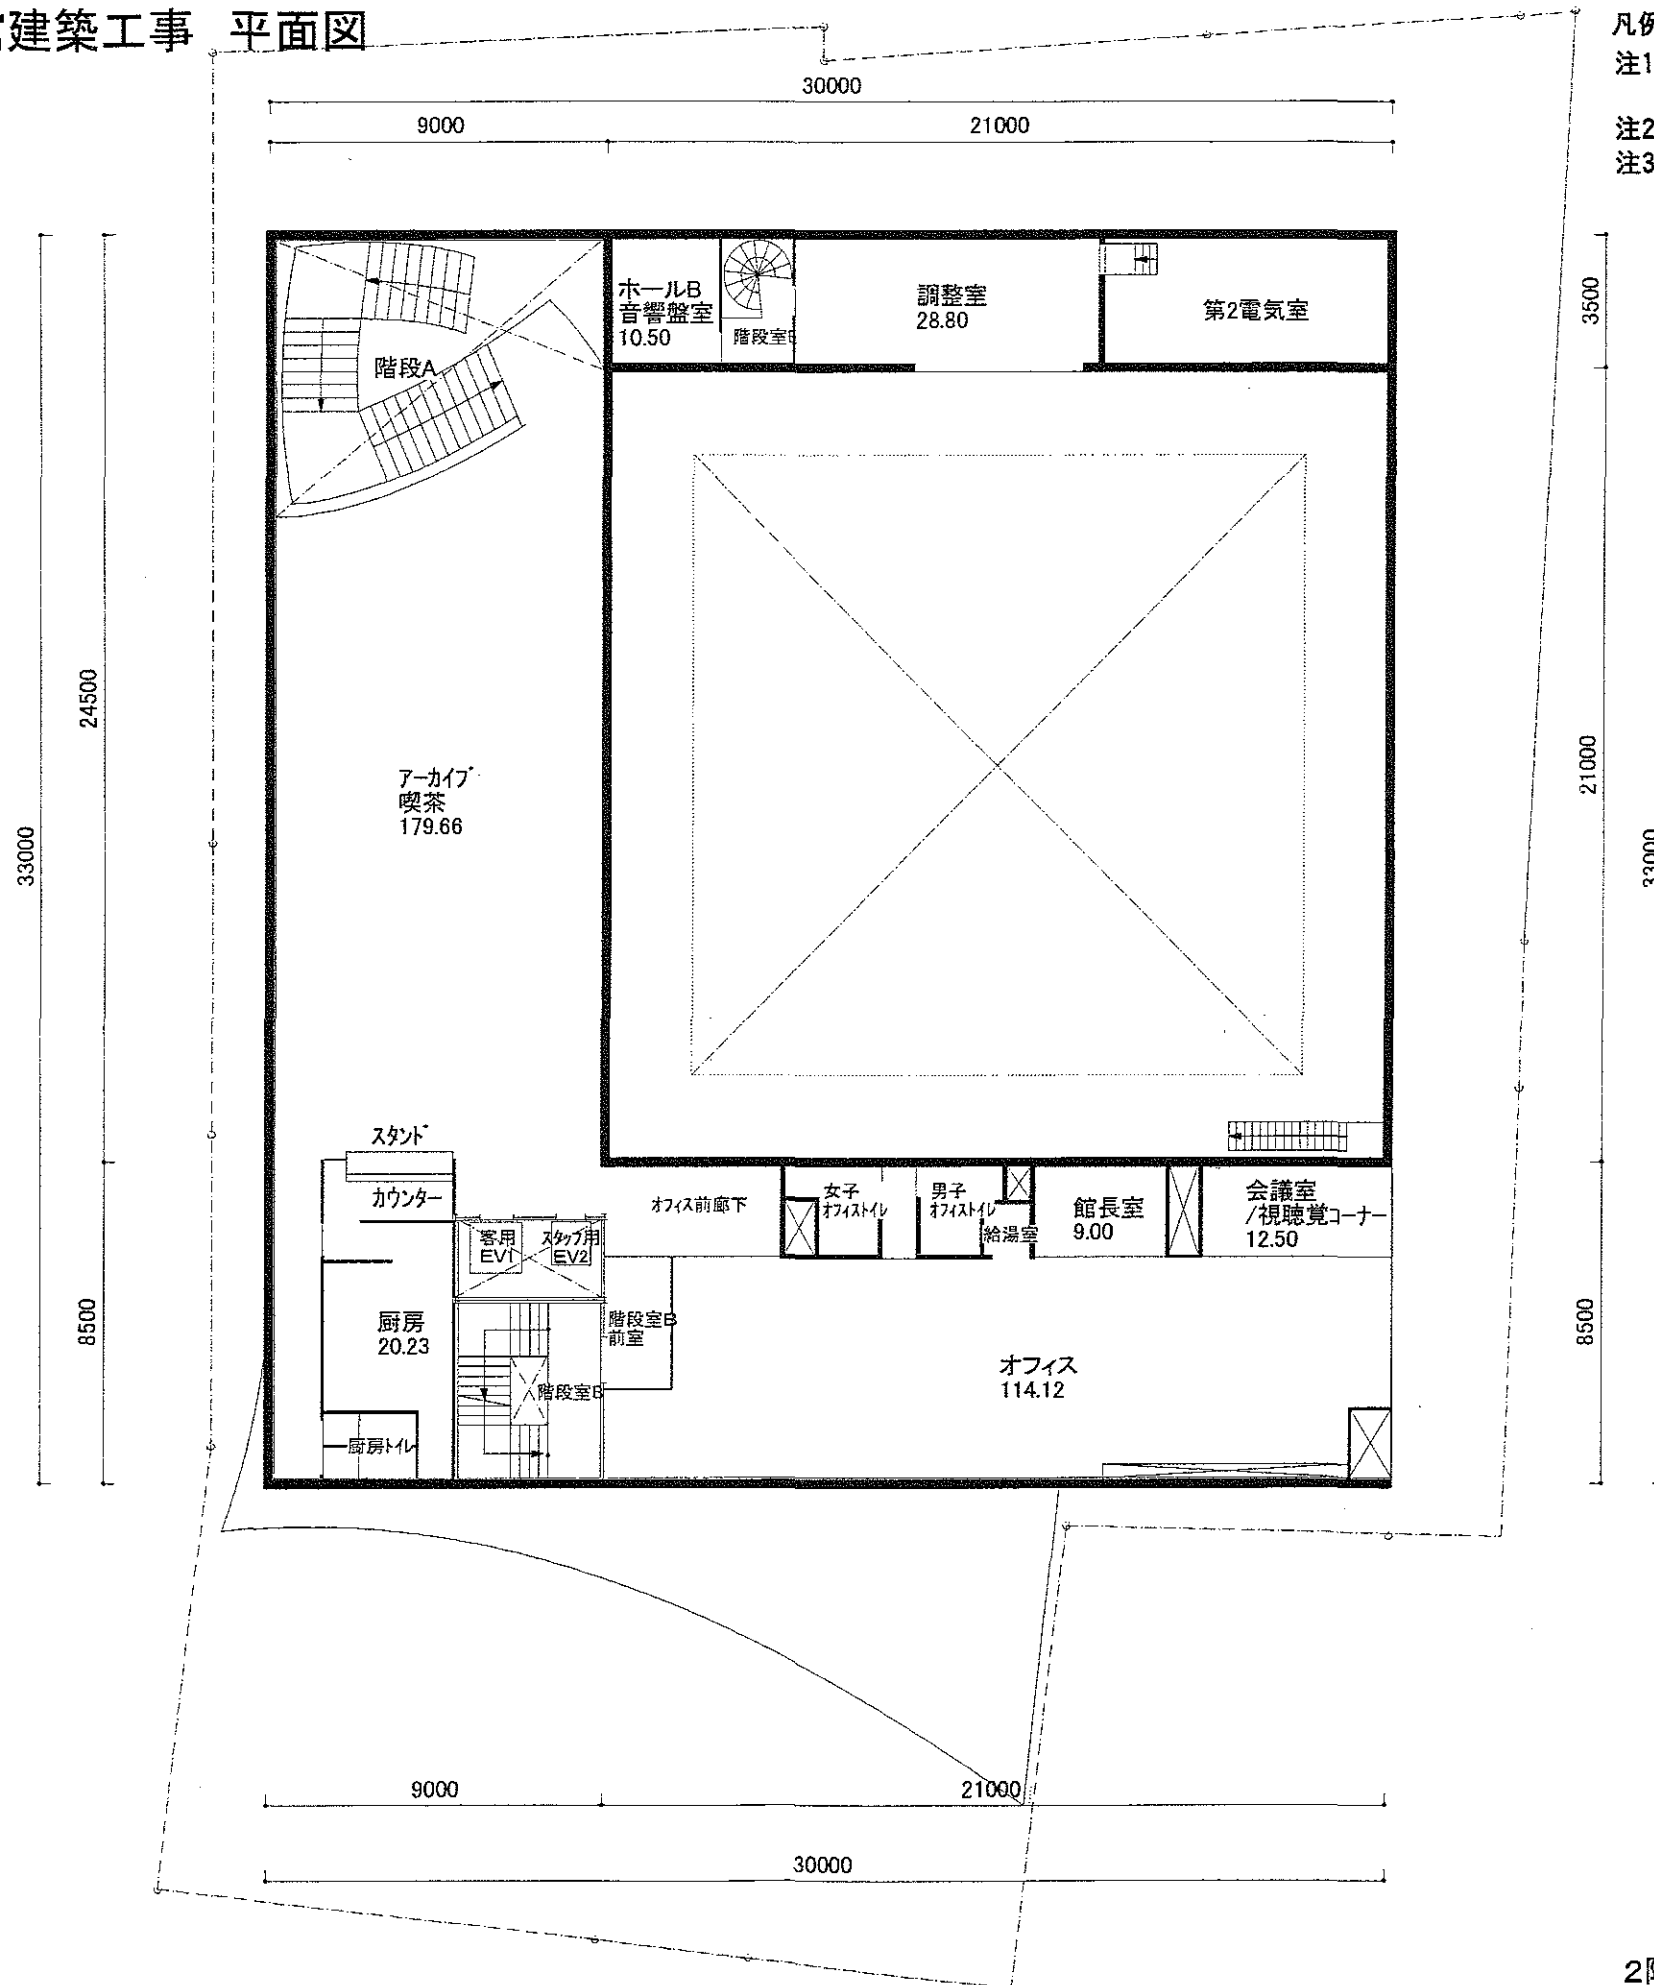 建築工事 平面図
凡例
注1
注2
注3
30000
9000
21000
ホールB
音響盤室
10.50
階段室
調整室
28.80
第2電気室
階段A
3500
24500
33000
21000
33000
アーカイブ
喫茶
179.66
スタンド
カウンター
オフィス前廊下
女子
オフィストイレ
男子
オフィストイレ
給湯室
館長室
9.00
会議室
/視聴覚コーナー
12.50
客用
EV1
スタッフ用
EV2
厨房
20.23
階段室B
前室
階段室B
オフィス
114.12
厨房トイレ
8500
8500
9000
21000
30000